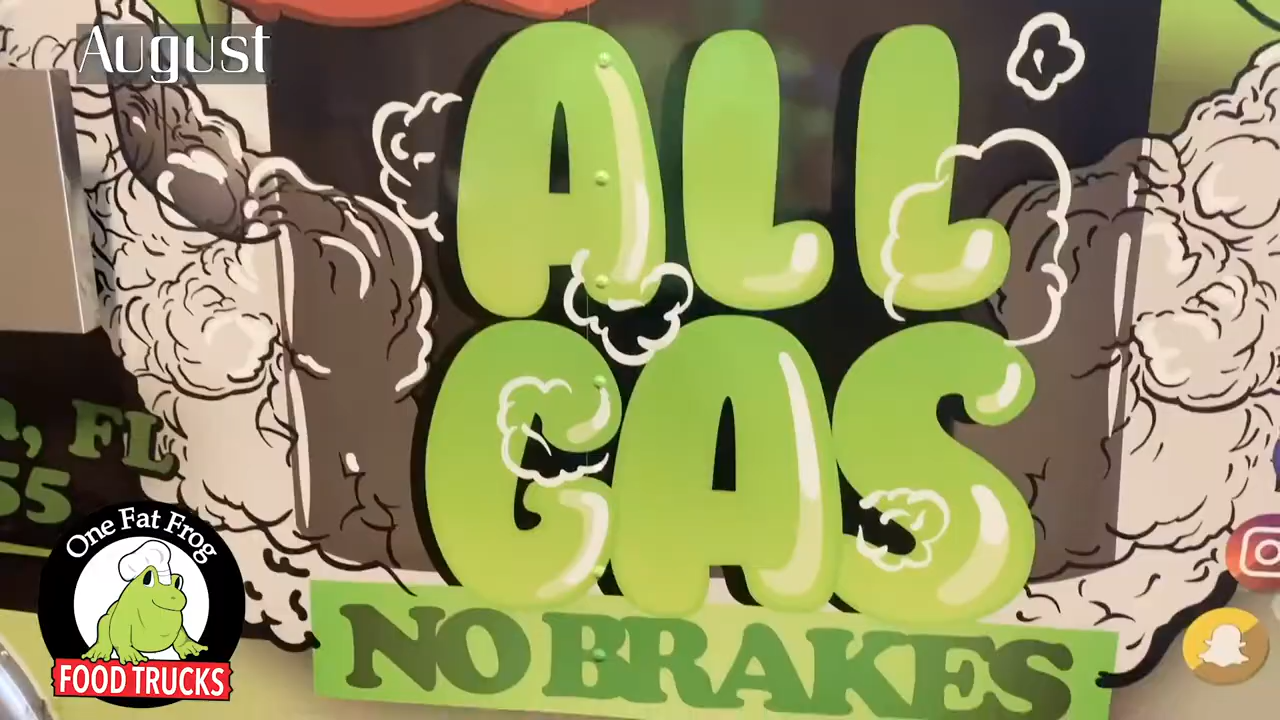 August
ALL
GAS
NO BRAKES
, FL
55
One Fat Frog
FOOD TRUCKS